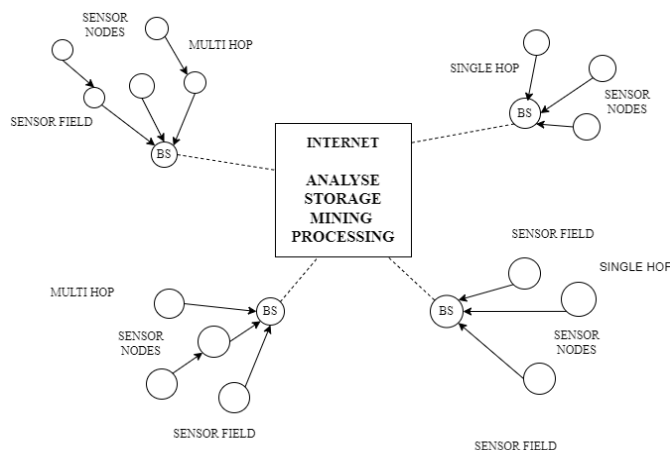 SENSOR
NODES
MULTI HOP
SENSOR FIELD
BS
SINGLE HOP
SENSOR
NODES
BS
INTERNET
ANALYSE
STORAGE
MINING
PROCESSING
MULTI HOP
SENSOR
NODES
BS
SENSOR FIELD
SENSOR FIELD
SINGLE HOP
BS
SENSOR
NODES
SENSOR FIELD